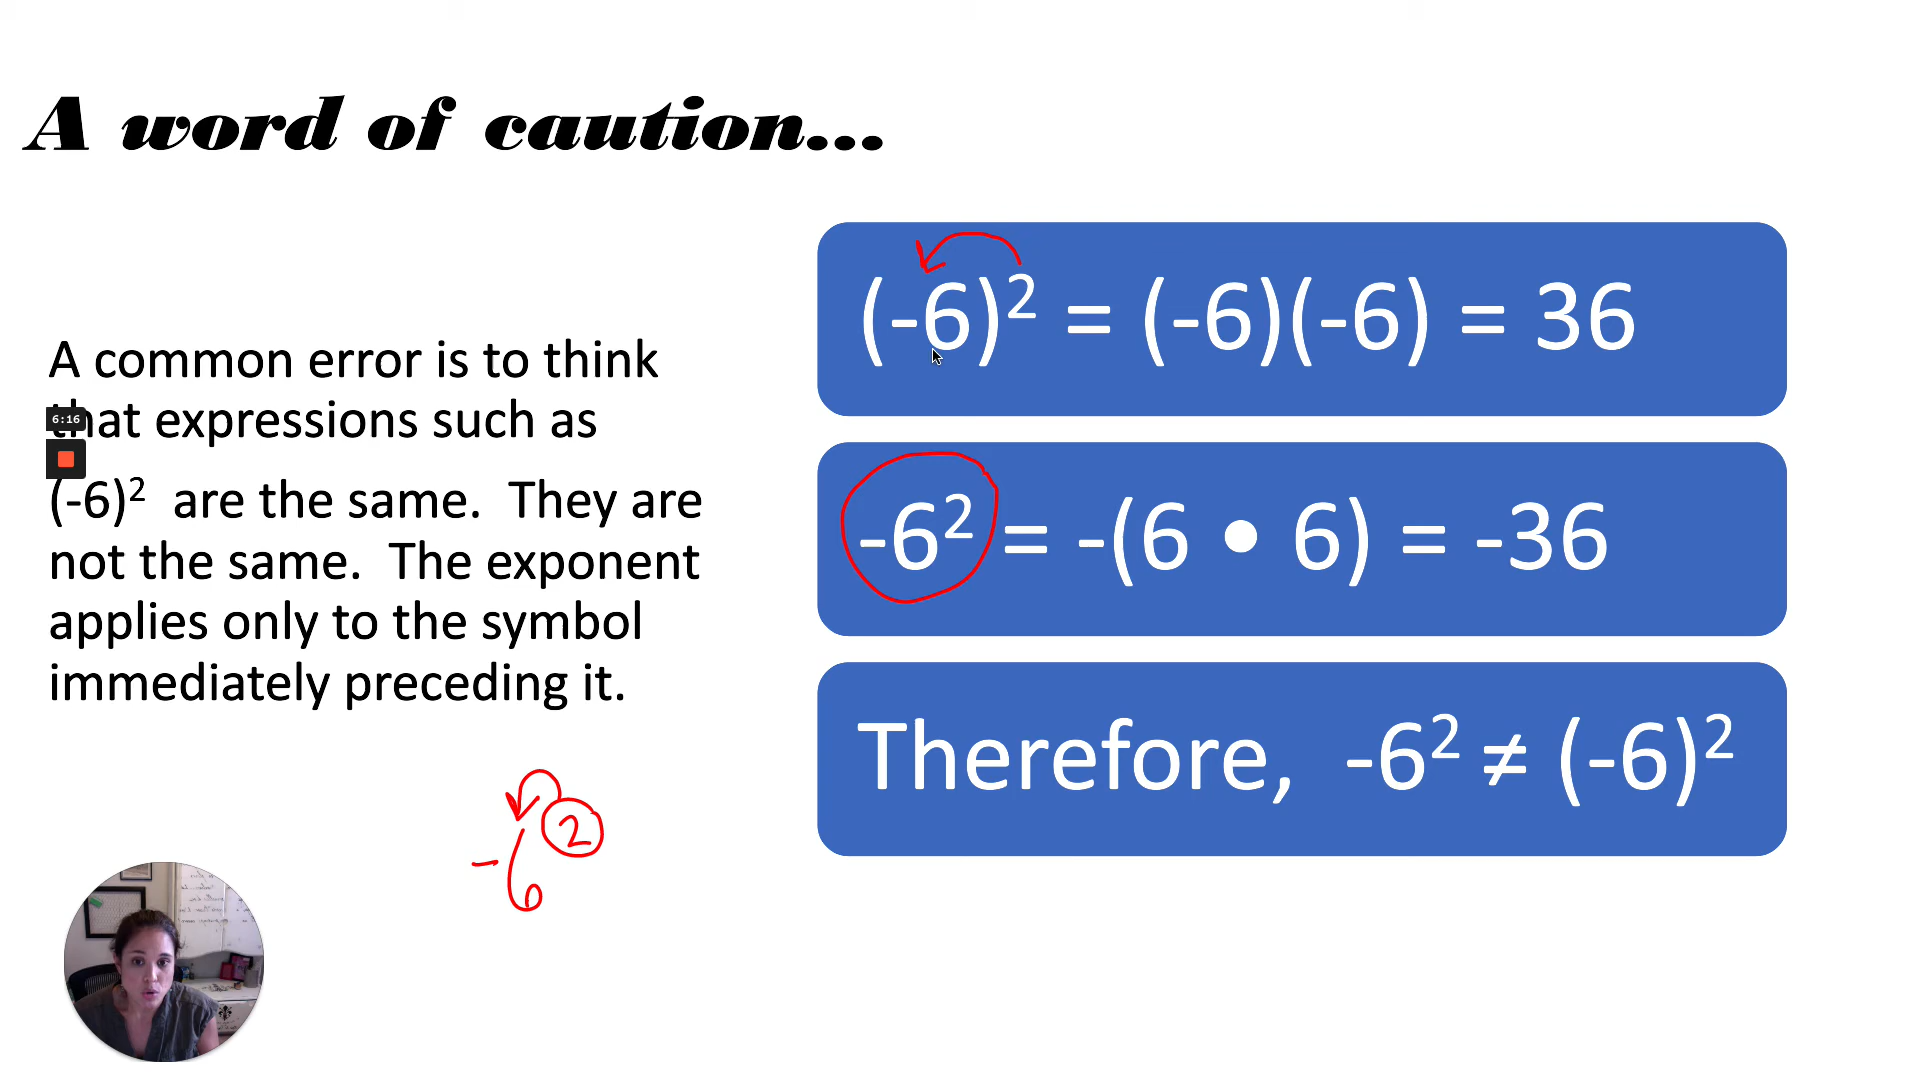 A word of caution...
A common error is to think
that expressions such as
6:16
(-6)² are the same. They are
not the same. The exponent
applies only to the symbol
immediately preceding it.
(-6)² = (-6)(-6) = 36
-6² = -(6 • 6) = -36
Therefore, -6² ≠ (-6)²
-6²